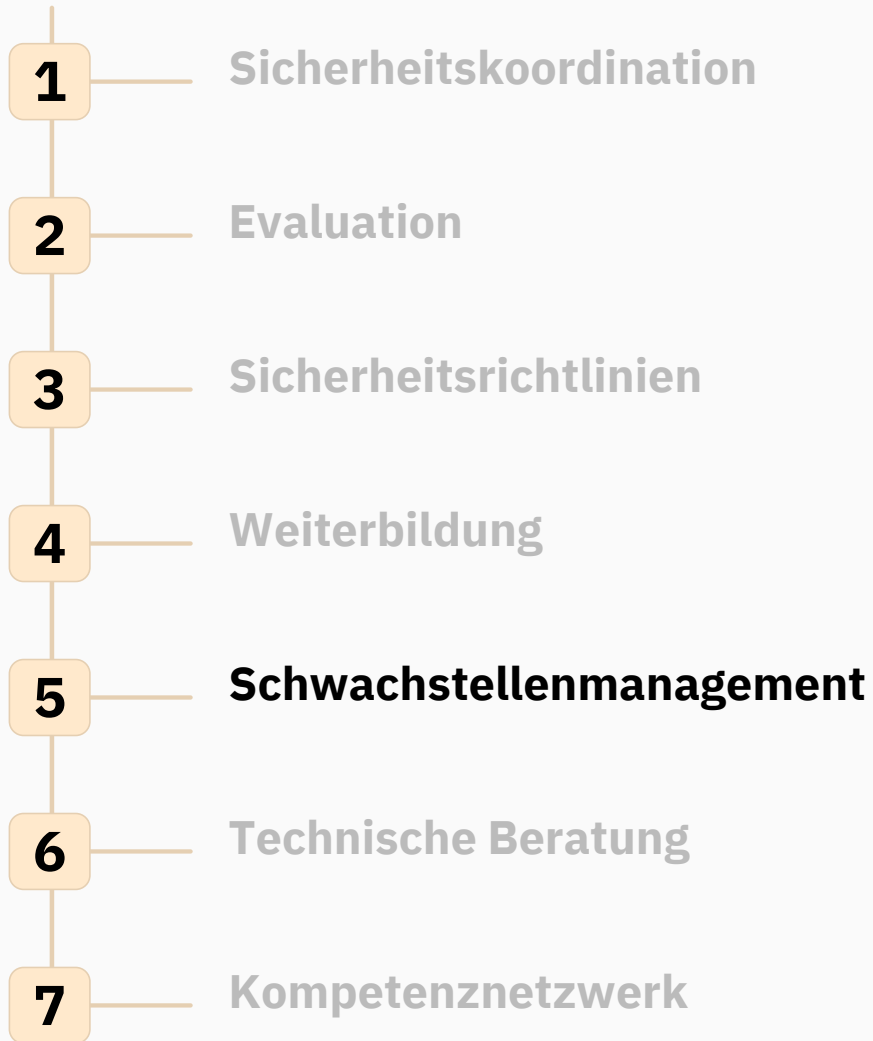 1 Sicherheitskoordination
2 Evaluation
3 Sicherheitsrichtlinien
4 Weiterbildung
5 Schwachstellenmanagement
6 Technische Beratung
7 Kompetenznetzwerk